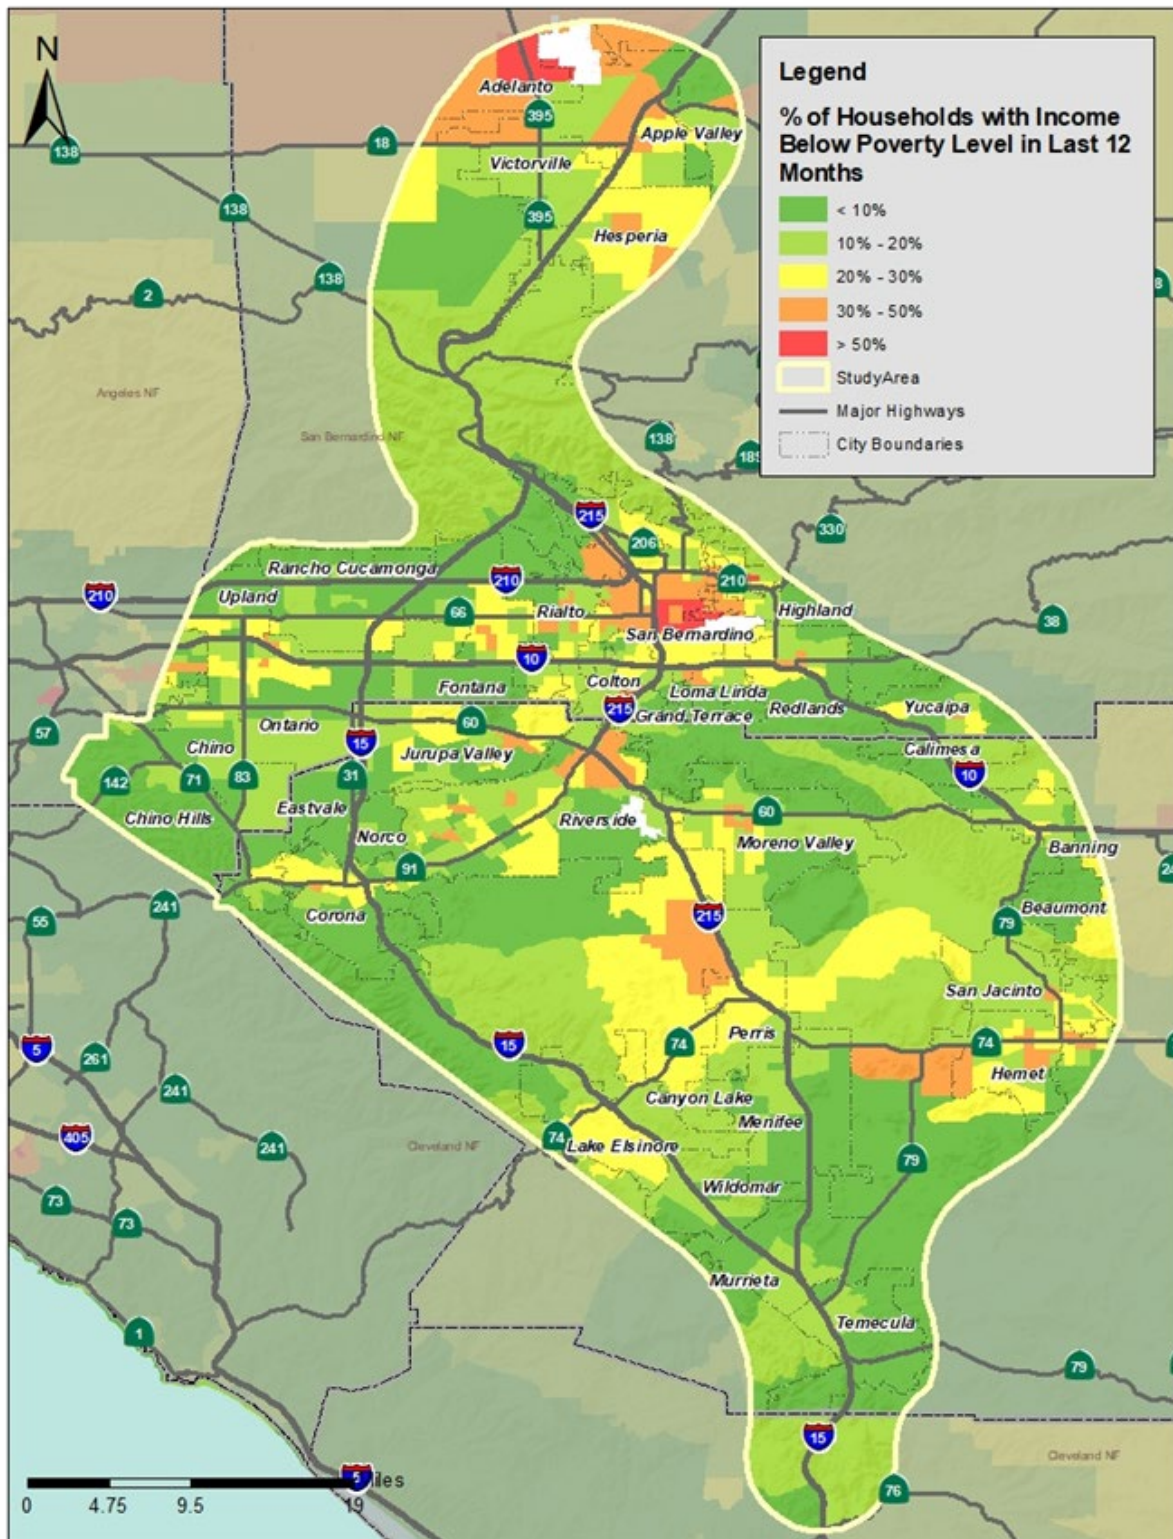 N
Legend
% of Households with Income
Below Poverty Level in Last 12
Months
< 10%
10% - 20%
20% - 30%
30% - 50%
> 50%
StudyArea
Major Highways
City Boundaries
Adelanto
395
Apple Valley
18
138
Victorville
138
395
Hesperia
138
2
Angeles NF
San Bernardino NF
138
189
330
215
206
Rancho Cucamonga
210
210
210
Upland
66
Rialto
Highland
38
San Bernardino
10
Fontana
Colton
Loma Linda
215
Grand Terrace
Redlands
Yucaipa
57
Ontario
60
Chino
15
Jurupa Valley
Calimesa
10
142
71
83
31
Eastvale
Chino Hills
Riverside
60
Norco
Moreno Valley
Banning
91
241
Corona
215
Beaumont
55
79
San Jacinto
5
15
Perris
74
74
261
Hemet
241
Canyon Lake
405
Menifee
Cleveland NF
74
Lake Elsinore
241
79
73
Wildomar
73
Murrieta
1
Temecula
79
15
Cleveland NF
5
76
0
4.75
9.5
19